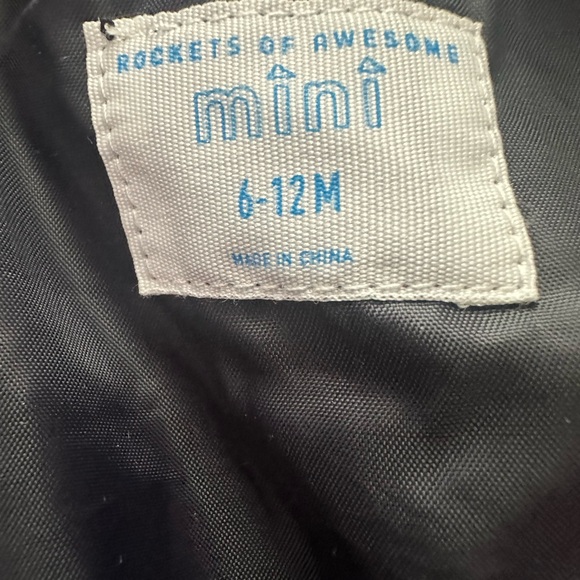 ROCKETS OF AWESOME
mini
6-12M
MADE IN CHINA